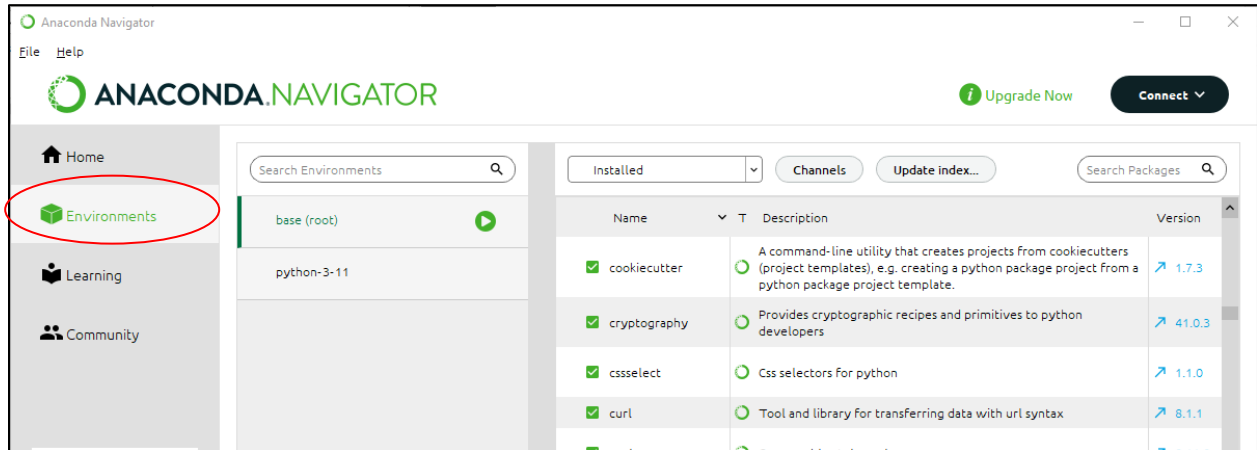 Anaconda Navigator
File Help
ANACONDA.NAVIGATOR
i Upgrade Now
Connect
Home
Environments
Learning
Community
Search Environments
base (root)
python-3-11
Installed
Channels
Update index...
Search Packages
Name T Description Version
cookiecutter
A command-line utility that creates projects from cookiecutters
(project templates), e.g. creating a python package project from a
python package project template.
1.7.3
cryptography
Provides cryptographic recipes and primitives to python
developers
41.0.3
cssselect Css selectors for python 1.1.0
curl Tool and library for transferring data with url syntax 8.1.1